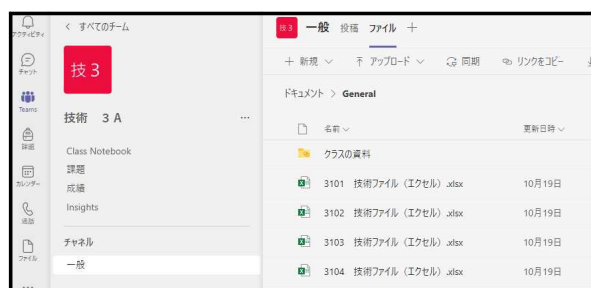 アクティビティ
チャット
Teams
課題
カレンダー
通話
ファイル
< すべてのチーム
技 3
技術 3 A
…
Class Notebook
課題
成績
Insights
チャネル
一般
技 3 一般 投稿 ファイル +
+ 新規 アップロード 同期 リンクをコピー
ドキュメント > General
名前 更新日時
クラスの資料
3101 技術ファイル（エクセル）.xlsx 10月19日
3102 技術ファイル（エクセル）.xlsx 10月19日
3103 技術ファイル（エクセル）.xlsx 10月19日
3104 技術ファイル（エクセル）.xlsx 10月19日